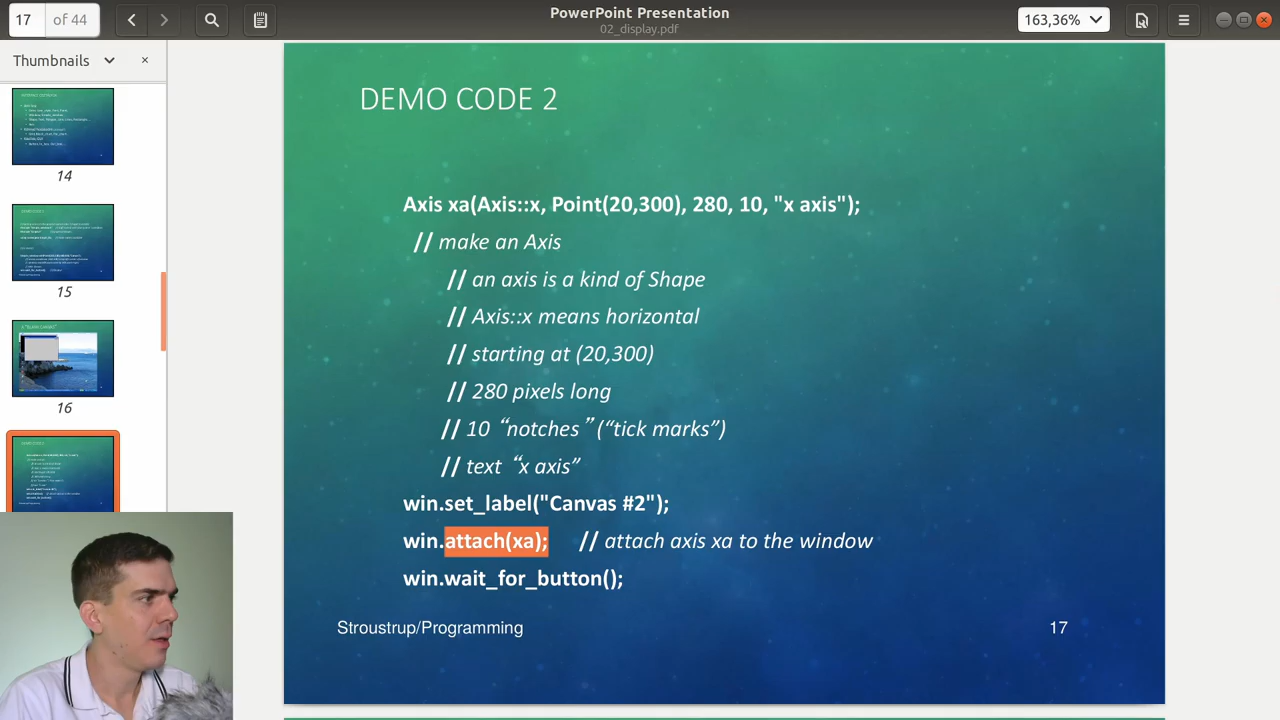 17 of 44
PowerPoint Presentation
02_display.pdf
163,36%
Thumbnails
14
15
16
DEMO CODE 2
Axis xa(Axis::x, Point(20,300), 280, 10, "x axis");
// make an Axis
// an axis is a kind of Shape
// Axis::x means horizontal
// starting at (20,300)
// 280 pixels long
// 10 “notches” (“tick marks”)
// text “x axis”
win.set_label("Canvas #2");
win.attach(xa); // attach axis xa to the window
win.wait_for_button();
Stroustrup/Programming
17